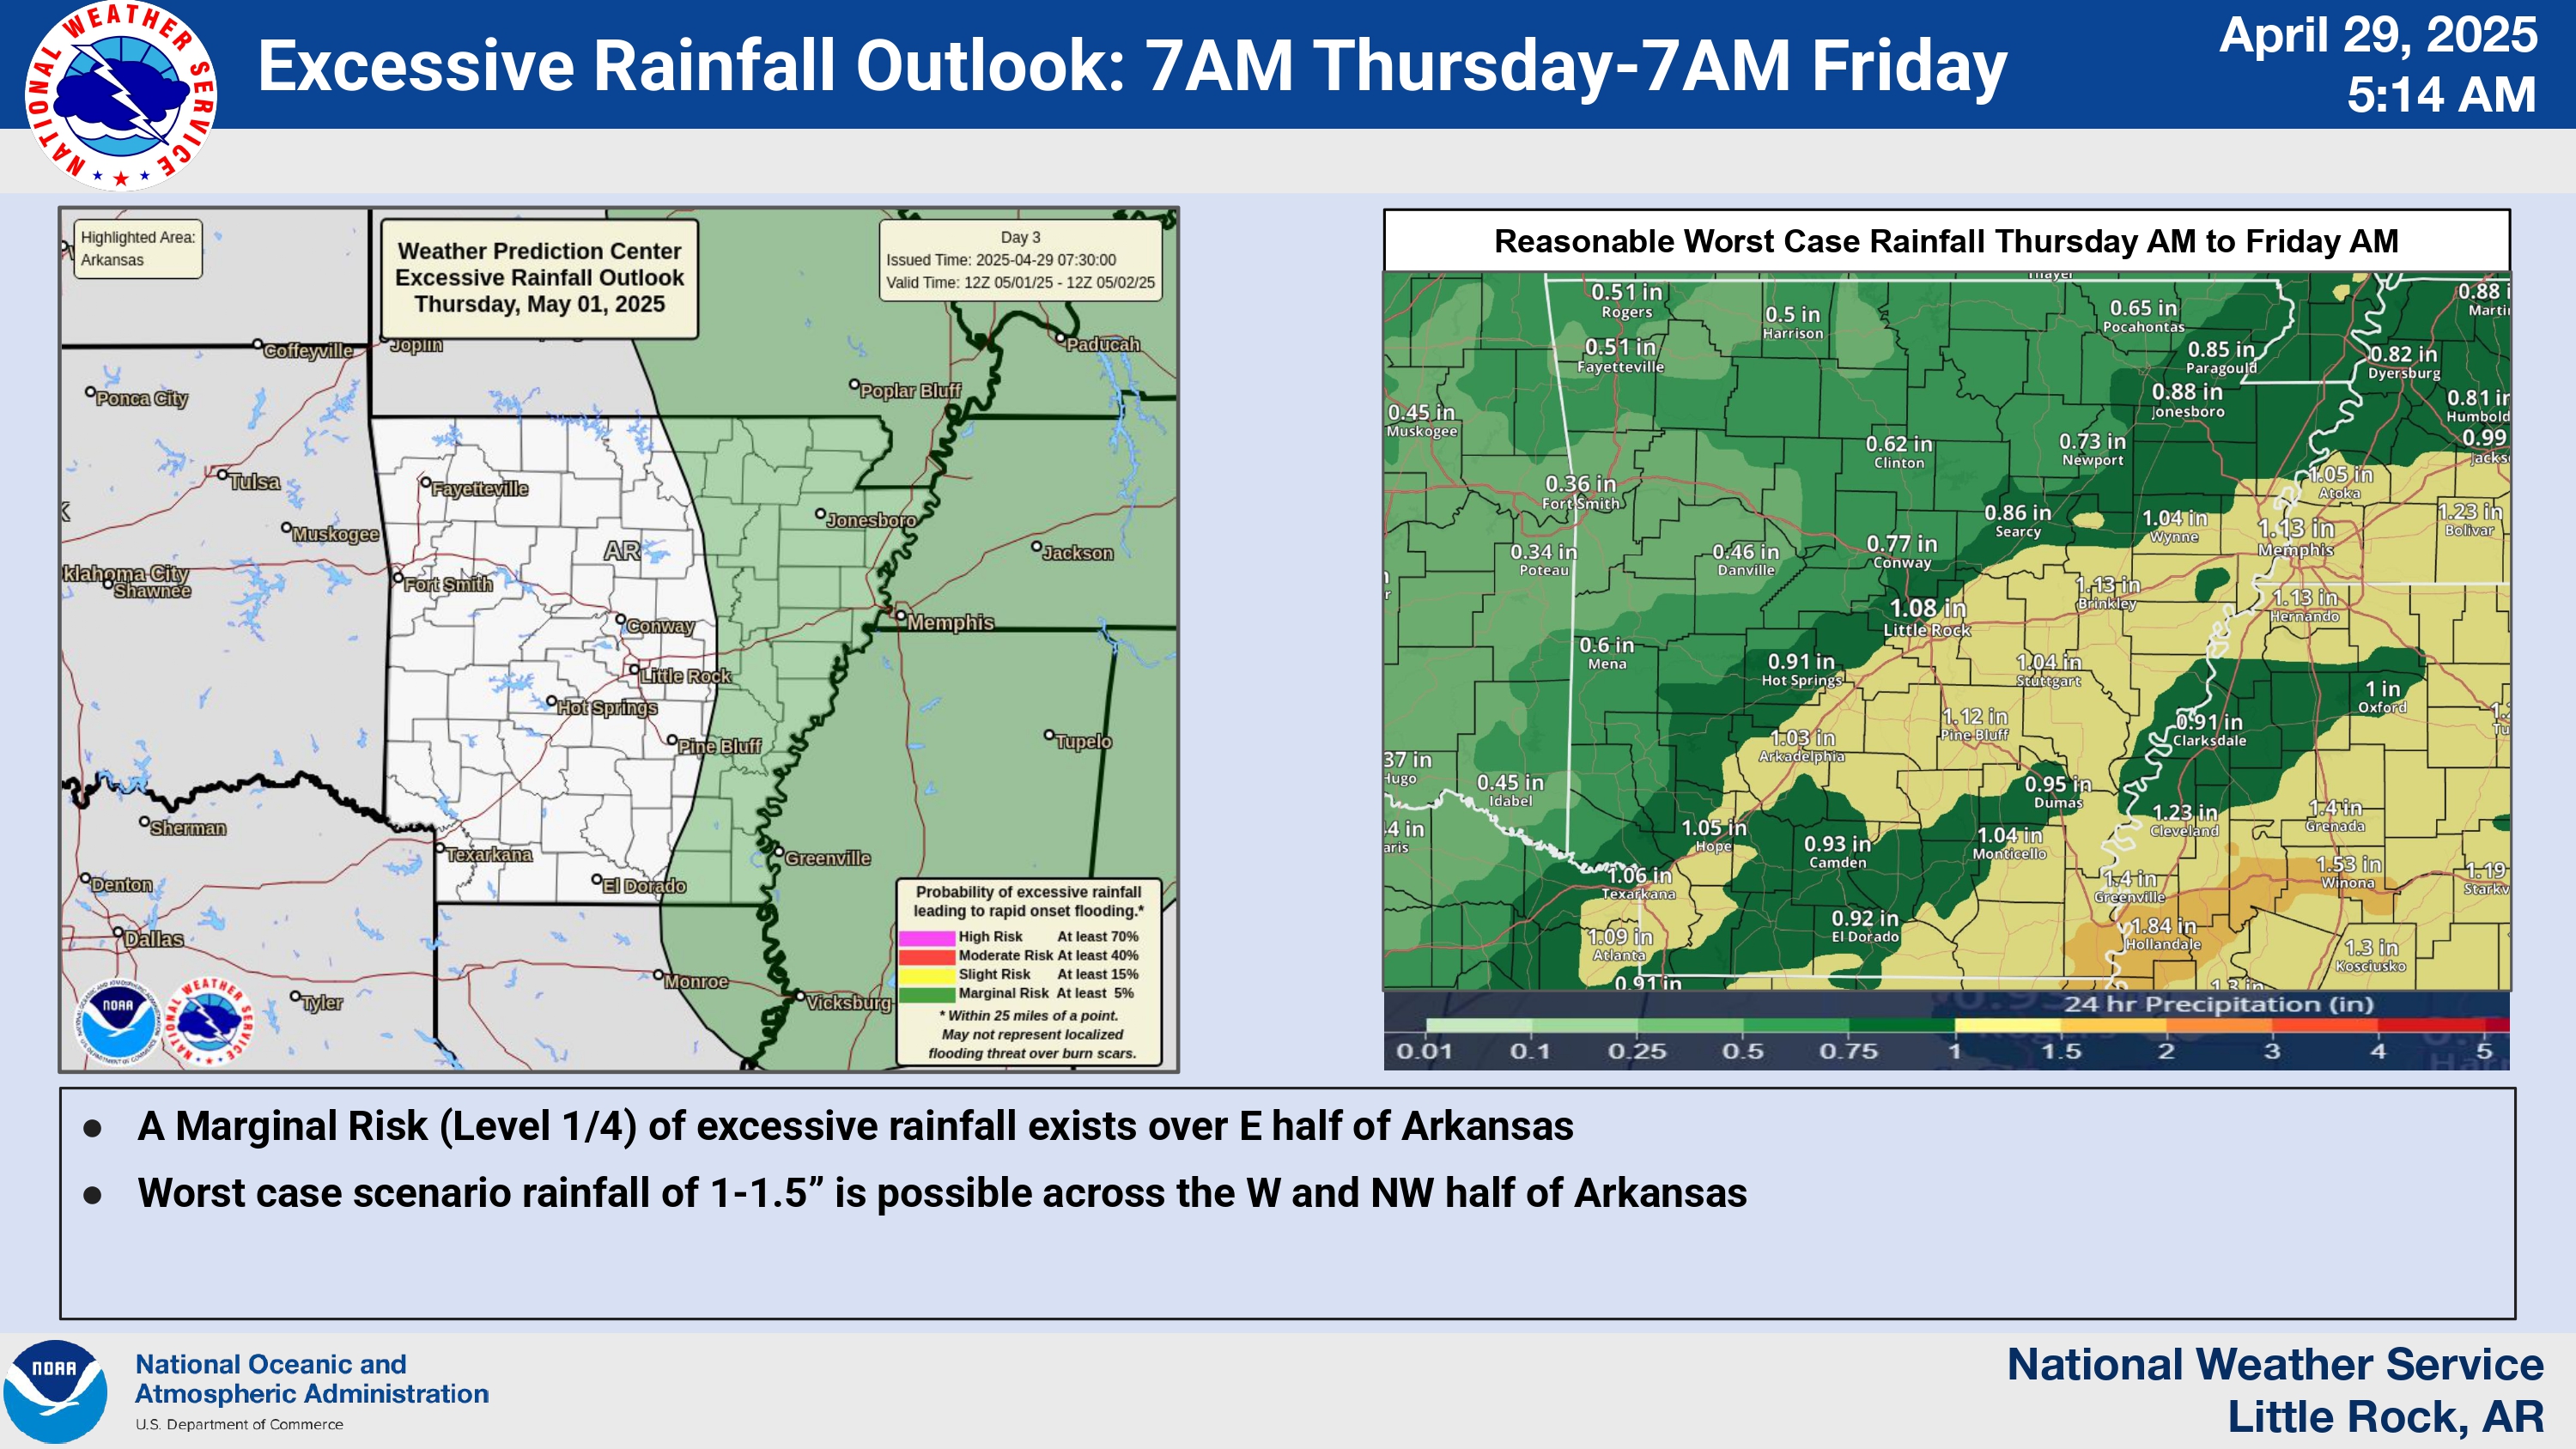 NATIONAL WEATHER SERVICE
Excessive Rainfall Outlook: 7AM Thursday-7AM Friday
April 29, 2025
5:14 AM
Highlighted Area:
Arkansas
Weather Prediction Center
Excessive Rainfall Outlook
Thursday, May 01, 2025
Day 3
Issued Time: 2025-04-29 07:30:00
Valid Time: 12Z 05/01/25 - 12Z 05/02/25
Coffeyville
Joplin
Paducah
Ponca City
Poplar Bluff
Tulsa
Fayetteville
Jonesboro
Muskogee
AR
Jackson
klahoma City
Shawnee
Fort Smith
Conway
Memphis
Little Rock
Hot Springs
Pine Bluff
Tupelo
Sherman
Texarkana
Greenville
Denton
El Dorado
Dallas
Monroe
Tyler
Vicksburg
Probability of excessive rainfall
leading to rapid onset flooding.*
High Risk At least 70%
Moderate Risk At least 40%
Slight Risk At least 15%
Marginal Risk At least 5%
* Within 25 miles of a point.
May not represent localized
flooding threat over burn scars.
NOAA
NATIONAL WEATHER SERVICE
Reasonable Worst Case Rainfall Thursday AM to Friday AM
Thayer
0.51 in
Rogers
0.5 in
Harrison
0.65 in
Pocahontas
0.88 i
Martin
0.51 in
Fayetteville
0.85 in
Paragould
0.82 in
Dyersburg
0.88 in
Jonesboro
0.81 in
Humbold
0.45 in
Muskogee
0.62 in
Clinton
0.73 in
Newport
0.99
Jackso
0.36 in
Fort Smith
1.05 in
Atoka
0.86 in
Searcy
1.04 in
Wynne
1.13 in
Memphis
1.23 in
Bolivar
0.34 in
Poteau
0.46 in
Danville
0.77 in
Conway
1.13 in
Brinkley
1.13 in
Hernando
1.08 in
Little Rock
0.6 in
Mena
0.91 in
Hot Springs
1.04 in
Stuttgart
1 in
Oxford
1.12 in
Pine Bluff
0.91 in
Clarksdale
1.03 in
Arkadelphia
37 in
Hugo
0.45 in
Idabel
0.95 in
Dumas
1.23 in
Cleveland
1.4 in
Grenada
4 in
aris
1.05 in
Hope
0.93 in
Camden
1.04 in
Monticello
1.06 in
Texarkana
1.4 in
Greenville
1.53 in
Winona
1.19
Starkv
1.09 in
Atlanta
0.92 in
El Dorado
1.84 in
Hollandale
1.3 in
Kosciusko
0.91 in
1.3 in
24 hr Precipitation (in)
0.01 0.1 0.25 0.5 0.75 1 1.5 2 3 4 5
● A Marginal Risk (Level 1/4) of excessive rainfall exists over E half of Arkansas
● Worst case scenario rainfall of 1-1.5” is possible across the W and NW half of Arkansas
NOAA
National Oceanic and
Atmospheric Administration
U.S. Department of Commerce
National Weather Service
Little Rock, AR